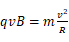 qvB = m v²/R